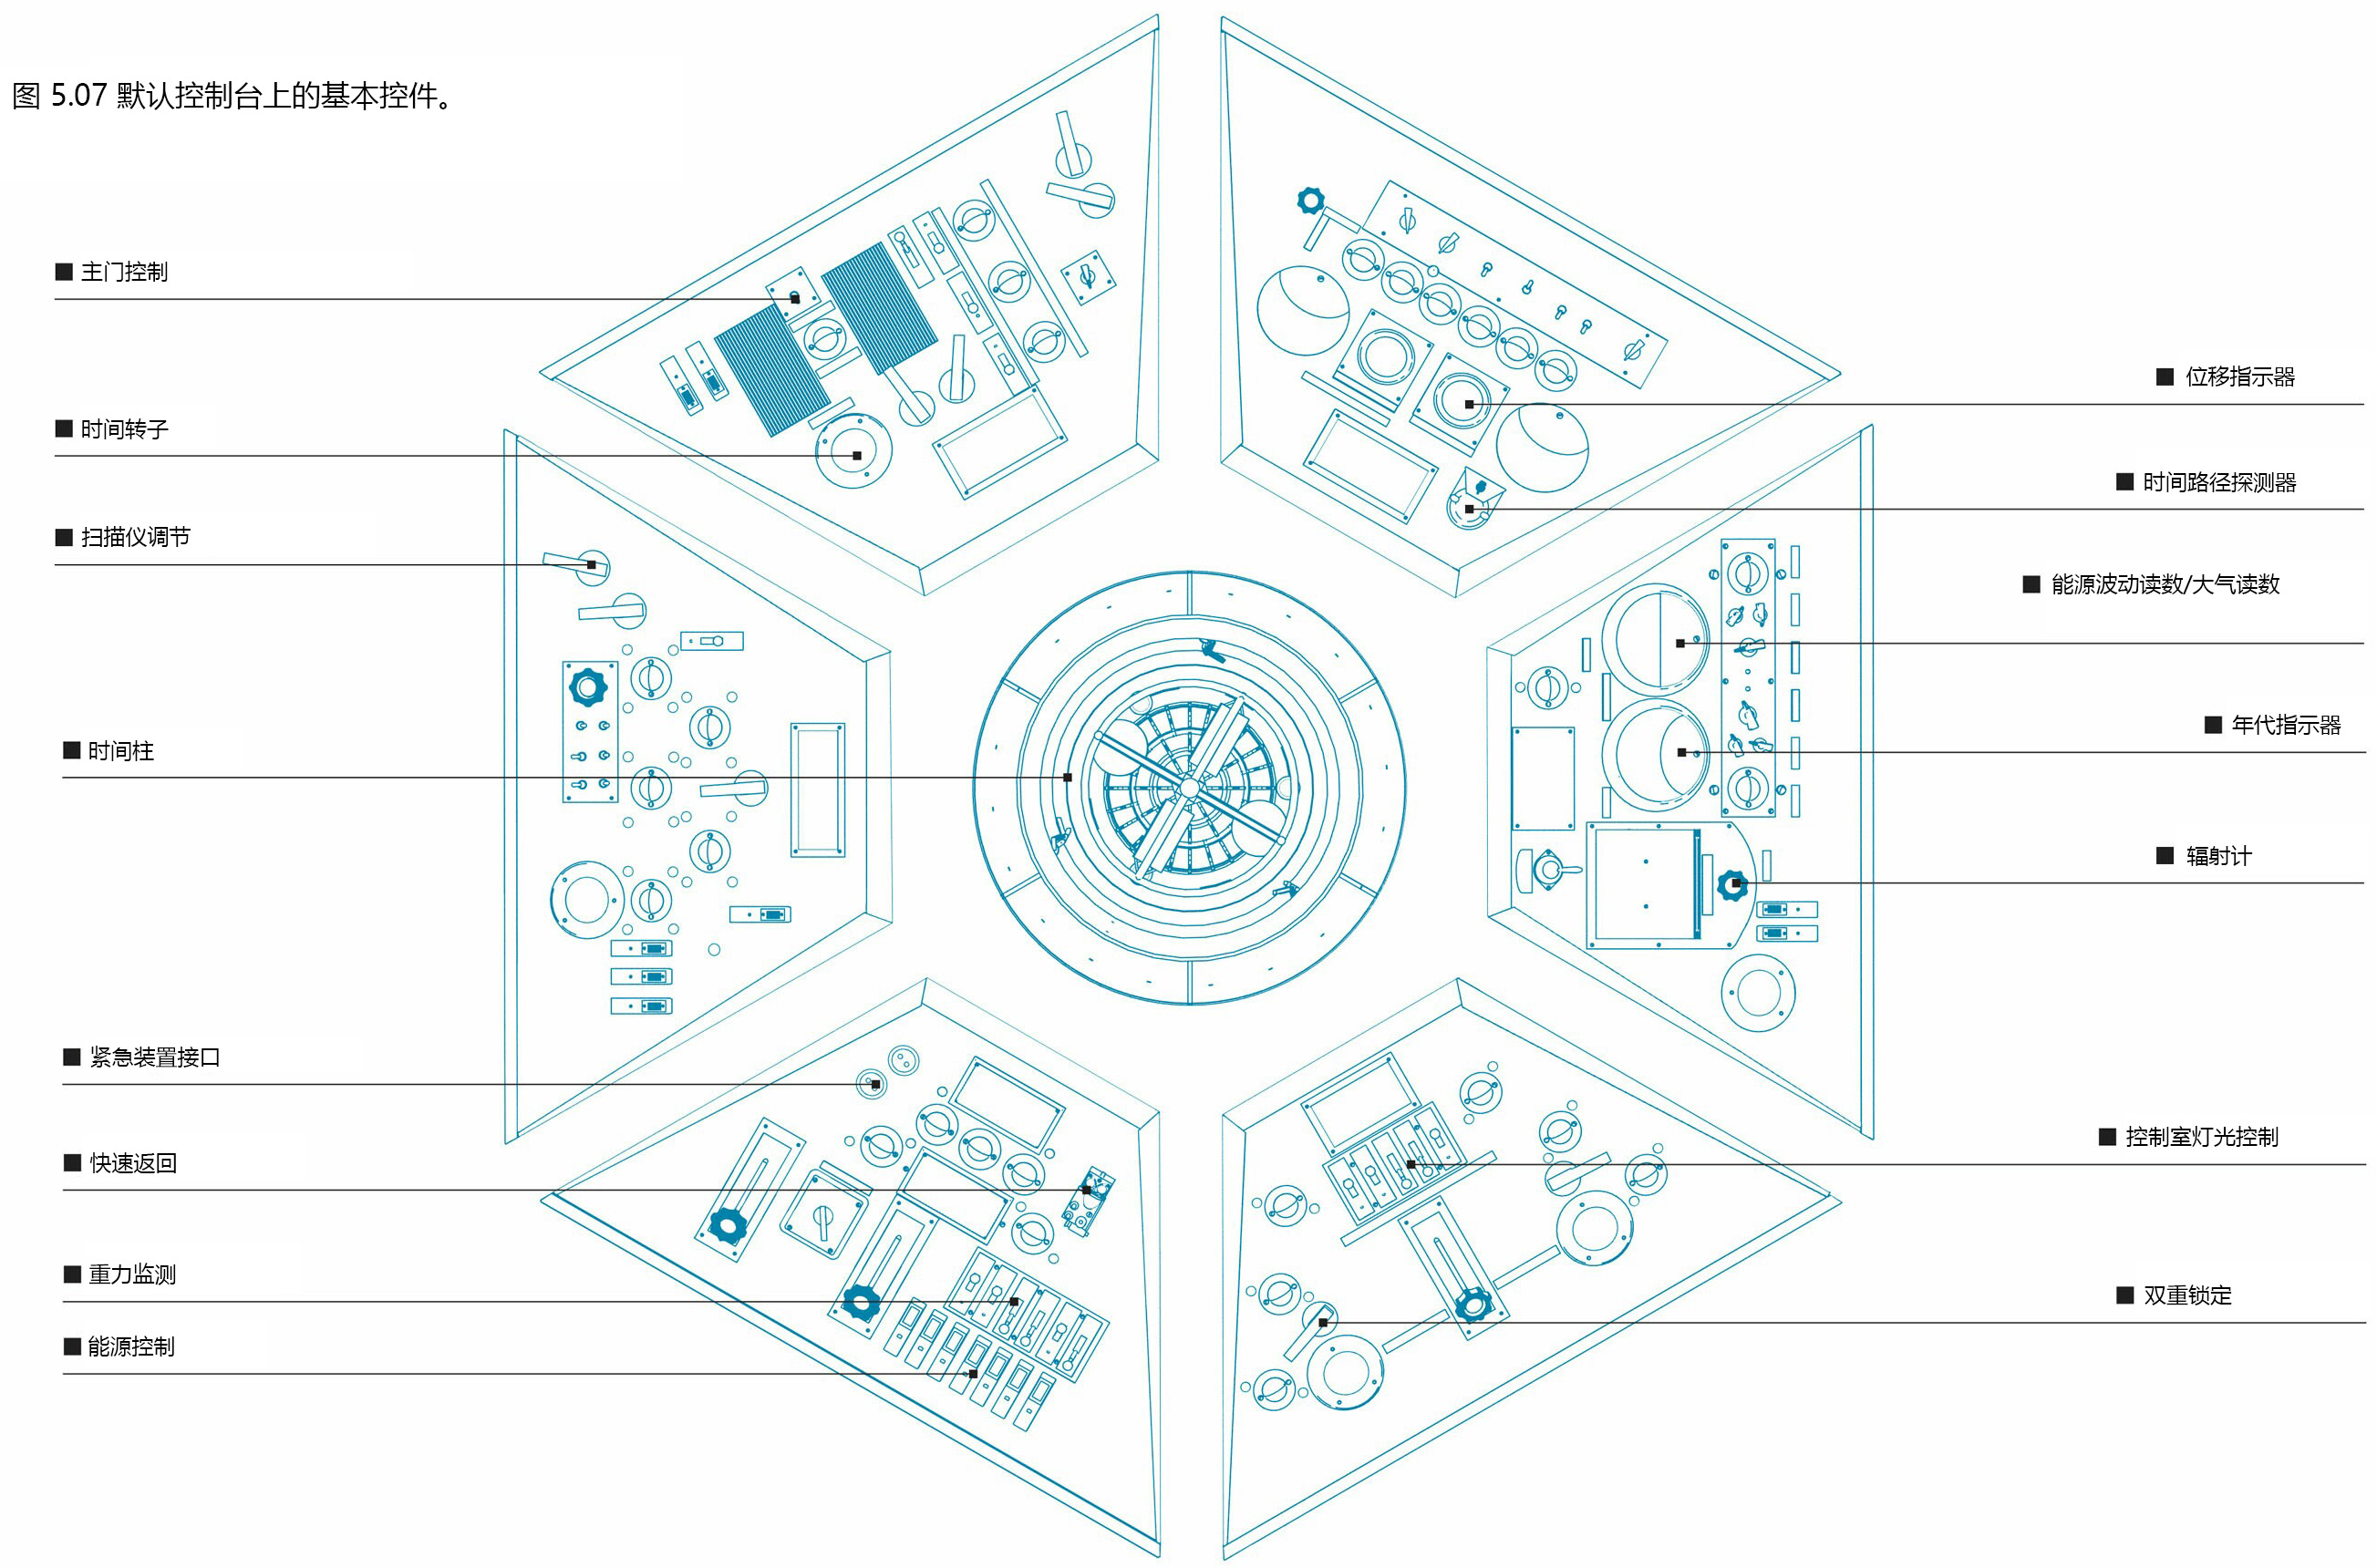 图 5.07 默认控制台上的基本控件。
主门控制
时间转子
扫描仪调节
时间柱
紧急装置接口
快速返回
重力监测
能源控制
位移指示器
时间路径探测器
能源波动读数/大气读数
年代指示器
辐射计
控制室灯光控制
双重锁定